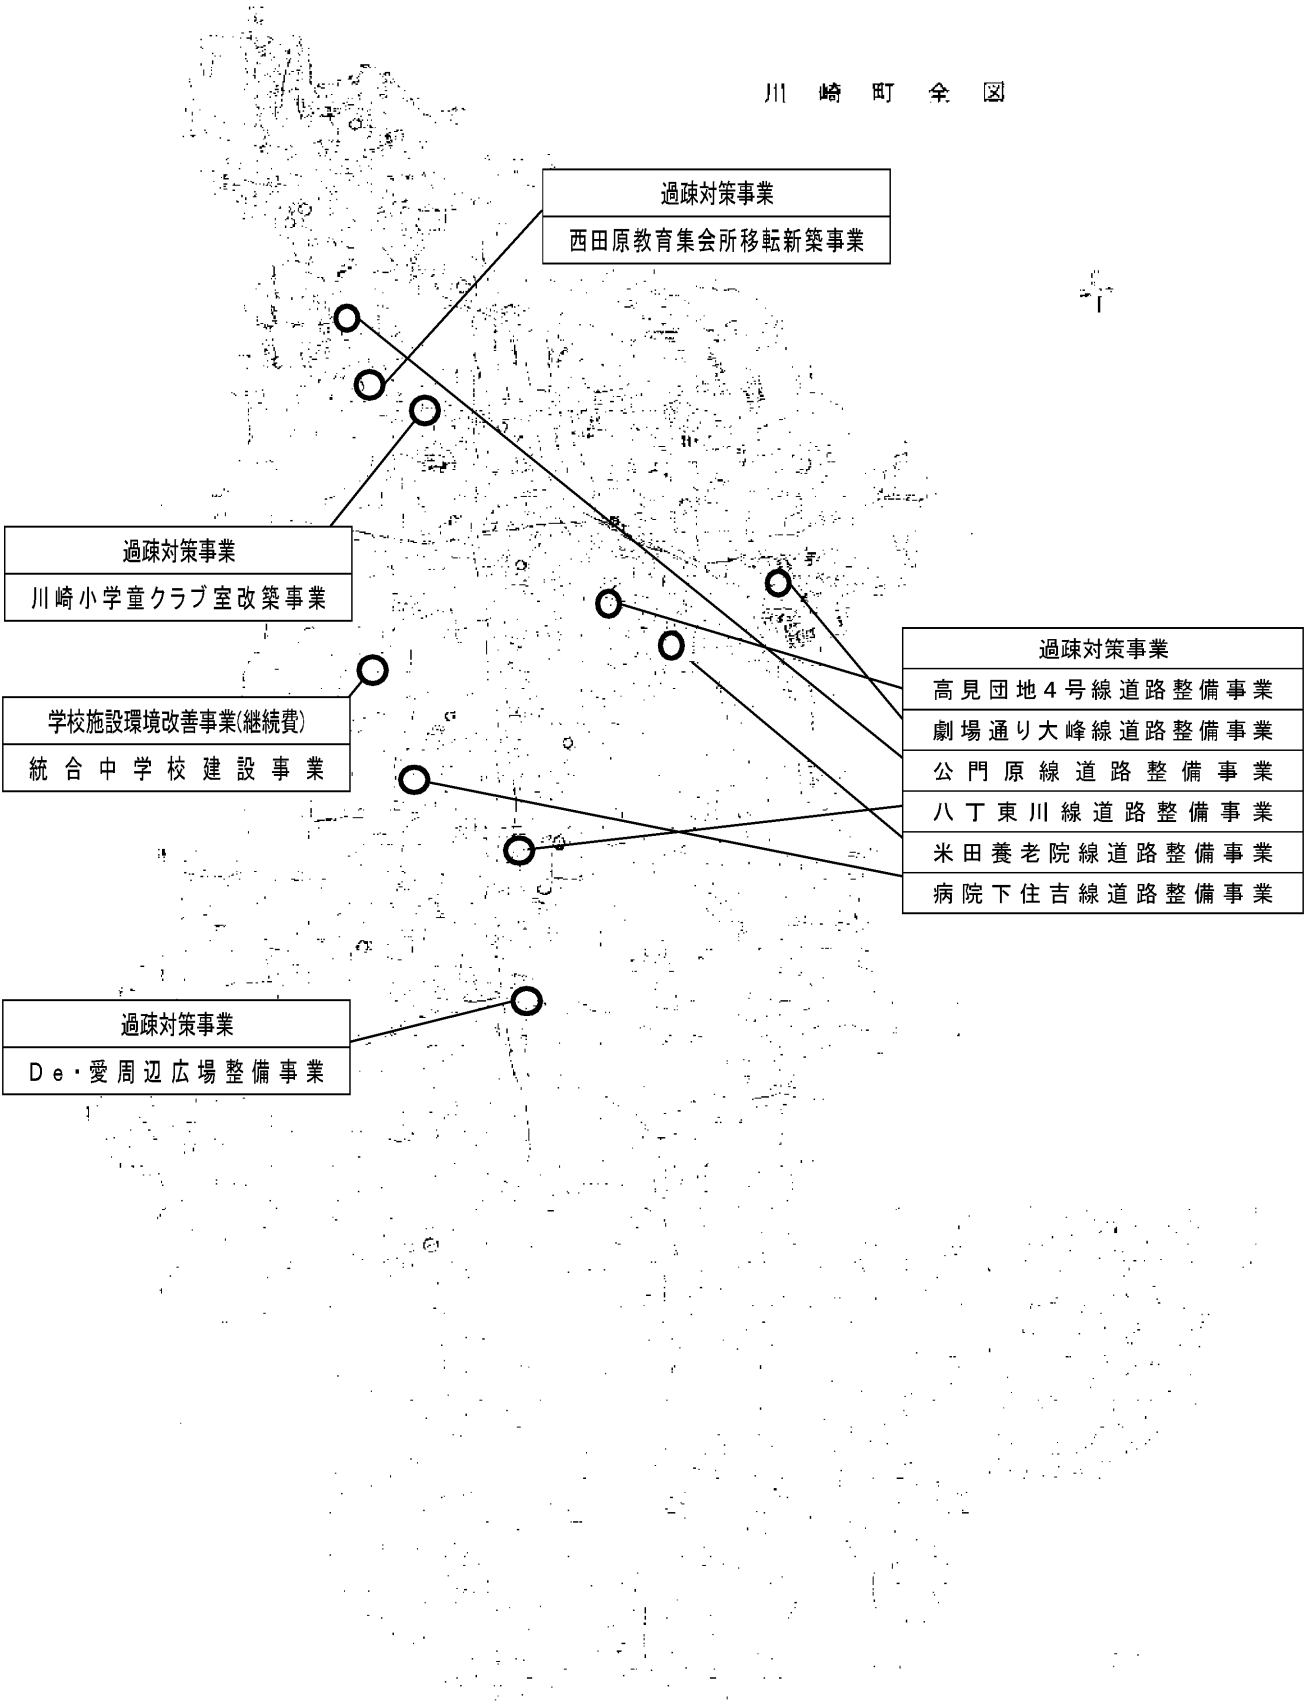 川崎町全図
過疎対策事業
西田原教育集会所移転新築事業
過疎対策事業
川崎小学童クラブ室改築事業
学校施設環境改善事業(継続費)
統合中学校建設事業
過疎対策事業
高見団地4号線道路整備事業
劇場通り大峰線道路整備事業
公門原線道路整備事業
八丁東川線道路整備事業
米田養老院線道路整備事業
病院下住吉線道路整備事業
過疎対策事業
De・愛周辺広場整備事業